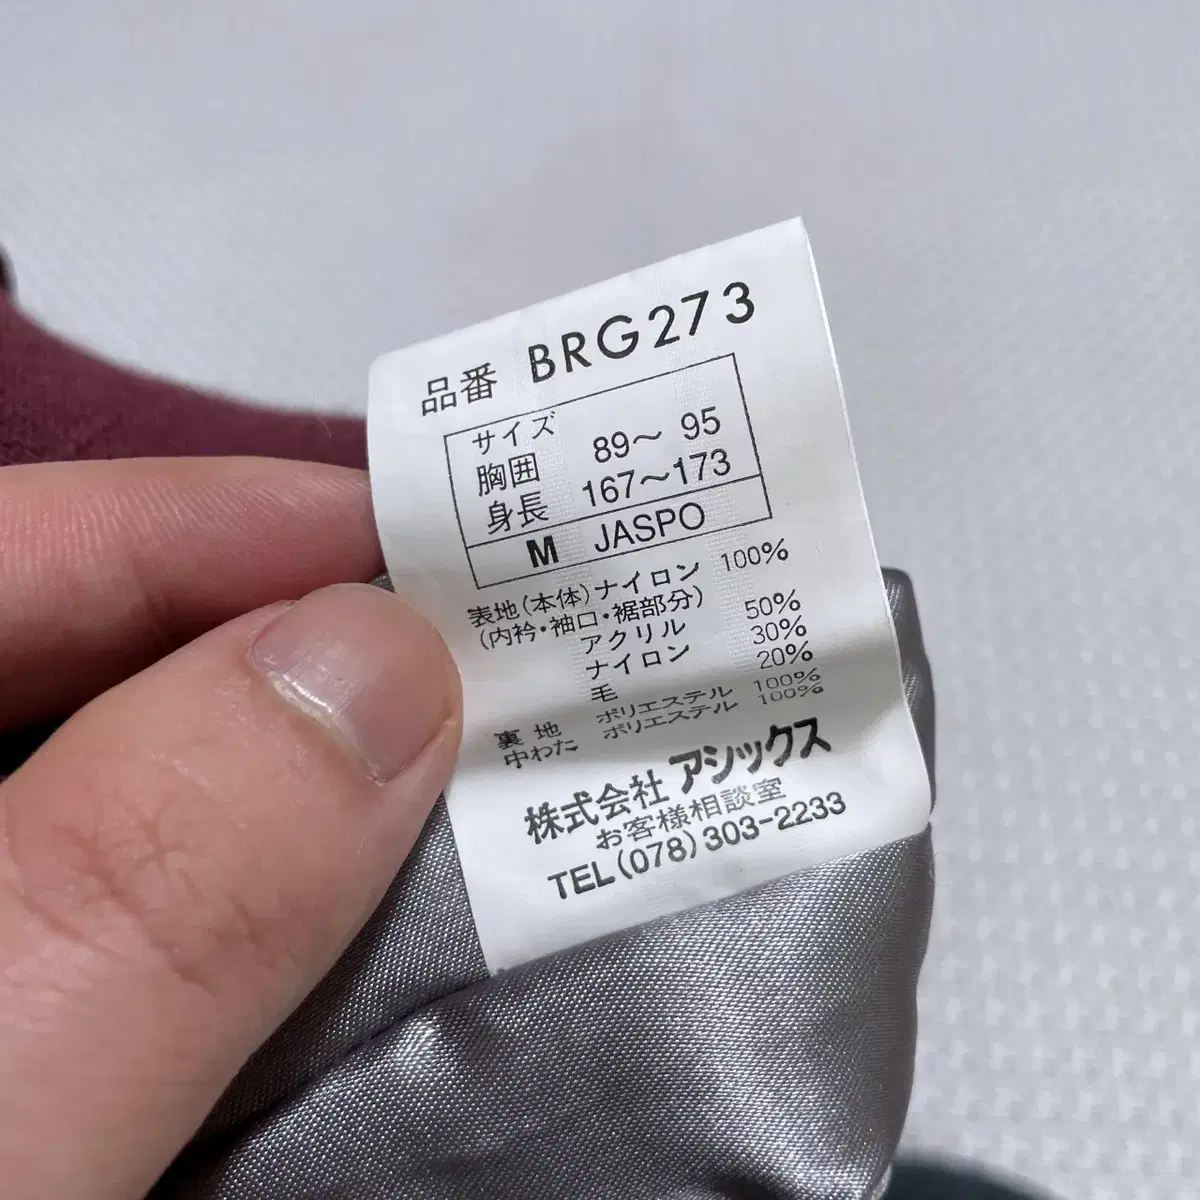 品番 BRG273
サイズ
胸囲 89〜 95
身長 167〜173
M JASPO
表地(本体)ナイロン 100%
(内衿・袖口・裾部分)
アクリル 50%
ナイロン 30%
毛 20%
裏地 ポリエステル 100%
中わた ポリエステル 100%
株式会社 アシックス
お客様相談室
TEL(078)303-2233